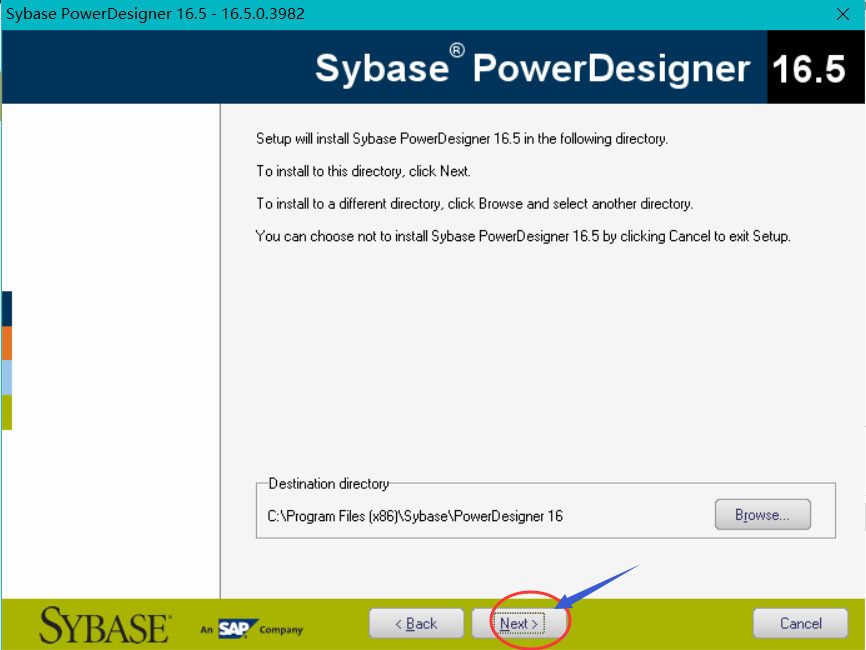 Sybase PowerDesigner 16.5 - 16.5.0.3982
Sybase® PowerDesigner 16.5
Setup will install Sybase PowerDesigner 16.5 in the following directory.
To install to this directory, click Next.
To install to a different directory, click Browse and select another directory.
You can choose not to install Sybase PowerDesigner 16.5 by clicking Cancel to exit Setup.
Destination directory
C:\Program Files (x86)\Sybase\PowerDesigner 16
Browse...
SYBASE® An SAP Company < Back Next > Cancel